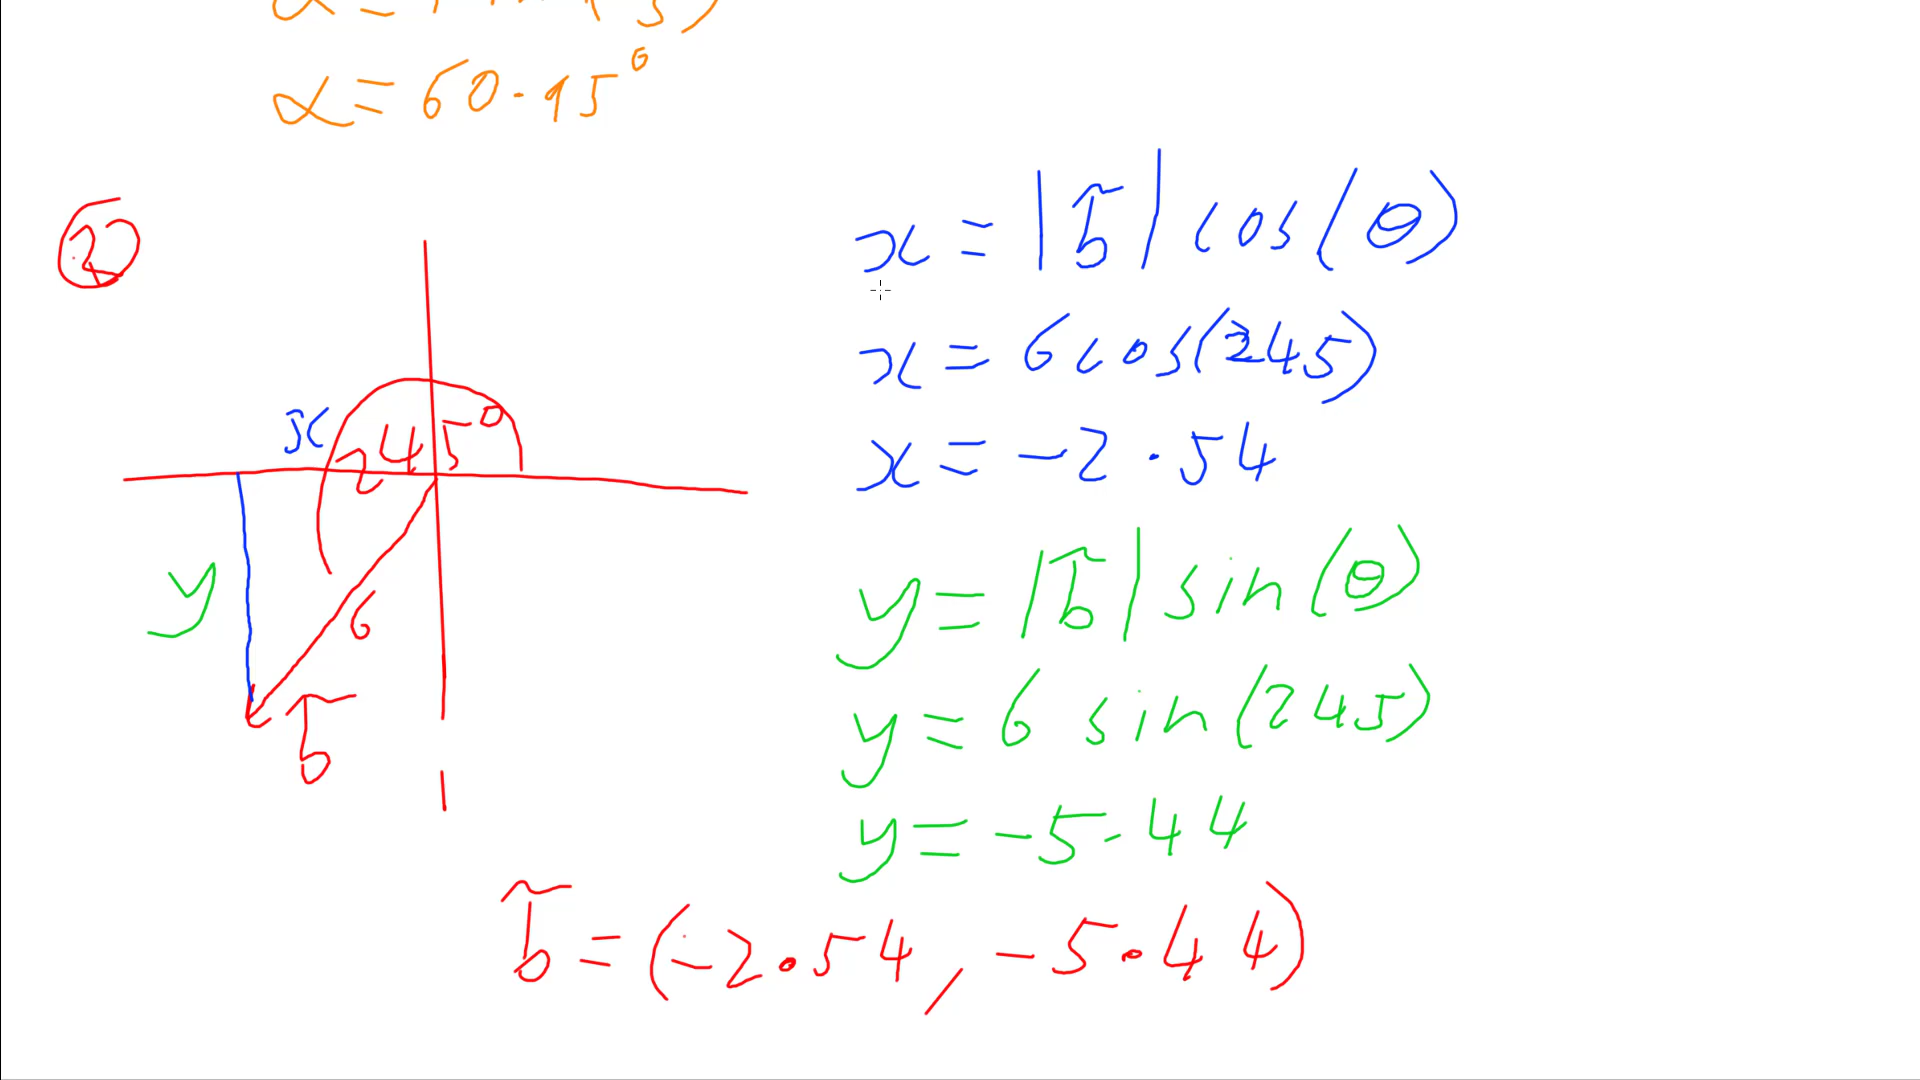 α = 60.95°
②
x = |b̃| cos(θ)
x = 6 cos(245)
x = -2.54
x
245°
y
6
b̃
y = |b̃| sin(θ)
y = 6 sin(245)
y = -5.44
b̃ = (-2.54, -5.44)